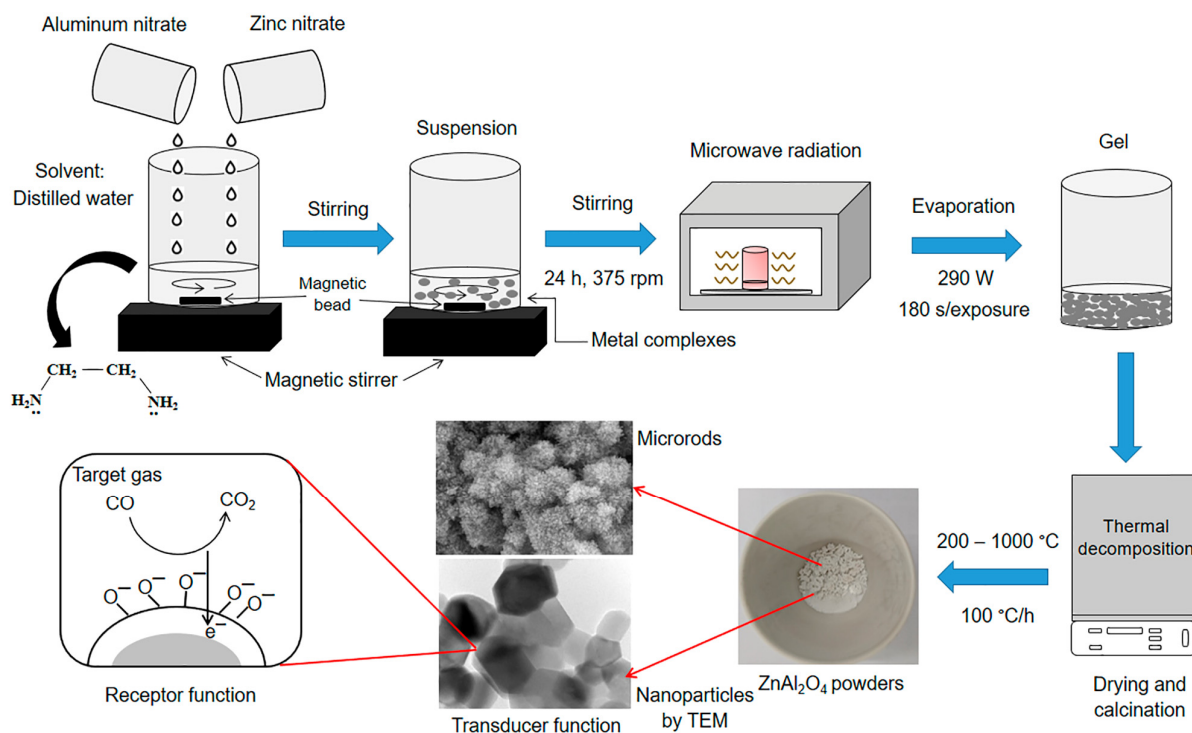 Aluminum nitrate
Zinc nitrate
Solvent:
Distilled water
Stirring
Suspension
Stirring
24 h, 375 rpm
Microwave radiation
Evaporation
290 W
180 s/exposure
Gel
Magnetic
bead
Metal complexes
Magnetic stirrer
CH₂ CH₂
H₂N̤
N̤H₂
Microrods
Target gas
CO
CO₂
O⁻ O⁻ O⁻ O⁻ O⁻
e⁻
Receptor function
Transducer function
Nanoparticles
by TEM
ZnAl₂O₄ powders
200 – 1000 °C
100 °C/h
Thermal
decomposition
Drying and
calcination